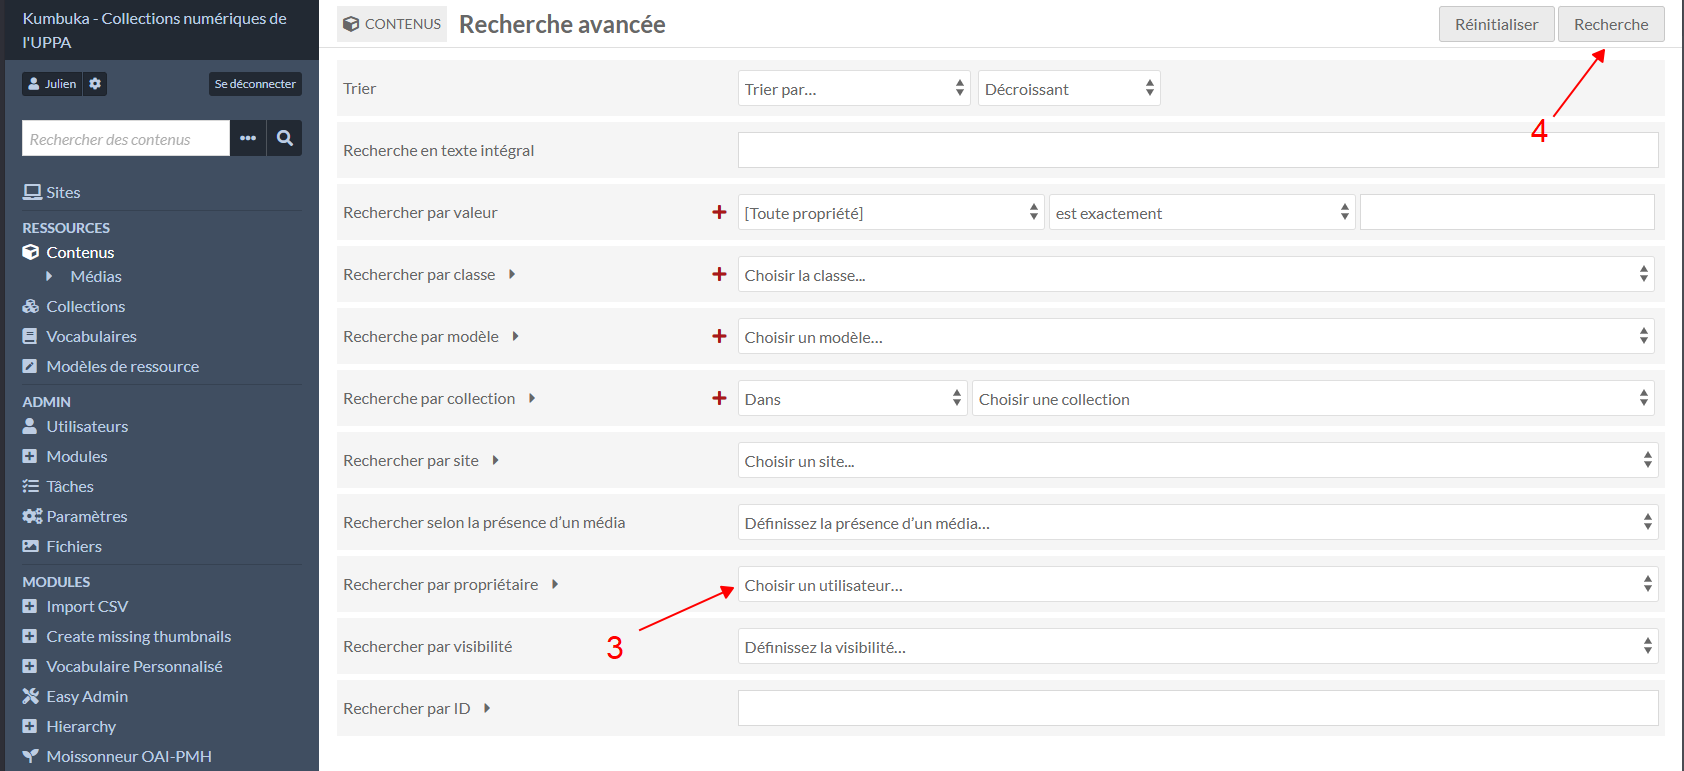 Kumbuka - Collections numériques de
l'UPPA
Julien
Se déconnecter
Rechercher des contenus
Sites
RESSOURCES
Contenus
Médias
Collections
Vocabulaires
Modèles de ressource
ADMIN
Utilisateurs
Modules
Tâches
Paramètres
Fichiers
MODULES
Import CSV
Create missing thumbnails
Vocabulaire Personnalisé
Easy Admin
Hierarchy
Moissonneur OAI-PMH
CONTENUS Recherche avancée Réinitialiser Recherche
4
Trier Trier par... Décroissant
Recherche en texte intégral
Rechercher par valeur [Toute propriété] est exactement
Rechercher par classe Choisir la classe...
Recherche par modèle Choisir un modèle...
Recherche par collection Dans Choisir une collection
Rechercher par site Choisir un site...
Rechercher selon la présence d’un média Définissez la présence d’un média...
Rechercher par propriétaire Choisir un utilisateur...
3
Rechercher par visibilité Définissez la visibilité...
Rechercher par ID